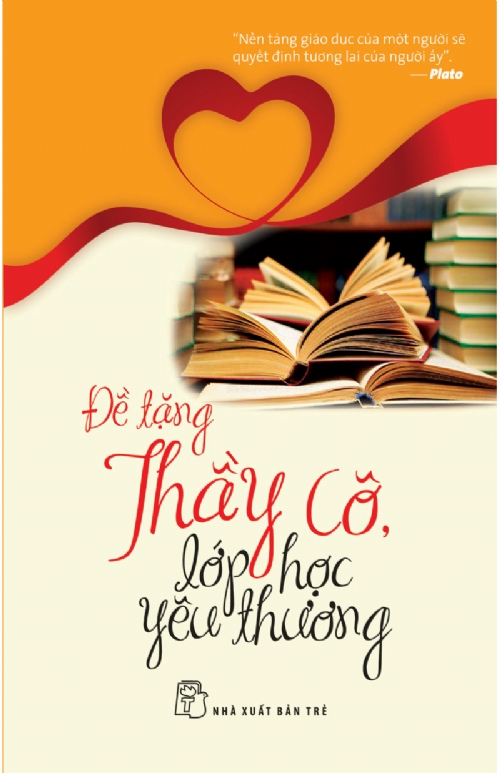 “Nền tảng giáo dục của một người sẽ
quyết định tương lai của người ấy”.
— Plato
Để tặng
Thầy Cô,
lớp học
yêu thương
T
NHÀ XUẤT BẢN TRẺ